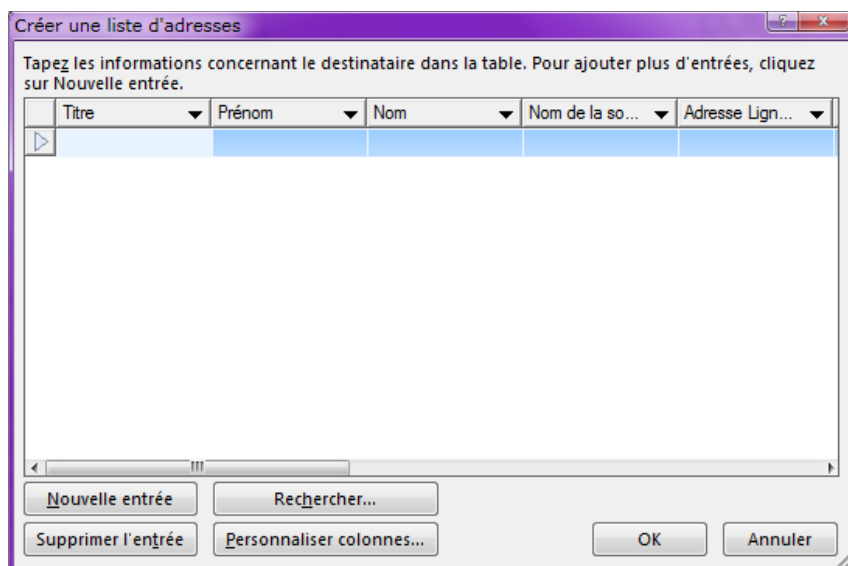 Créer une liste d'adresses
Tapez les informations concernant le destinataire dans la table. Pour ajouter plus d'entrées, cliquez
sur Nouvelle entrée.
Titre Prénom Nom Nom de la so... Adresse Lign...
Nouvelle entrée Rechercher...
Supprimer l'entrée Personnaliser colonnes... OK Annuler